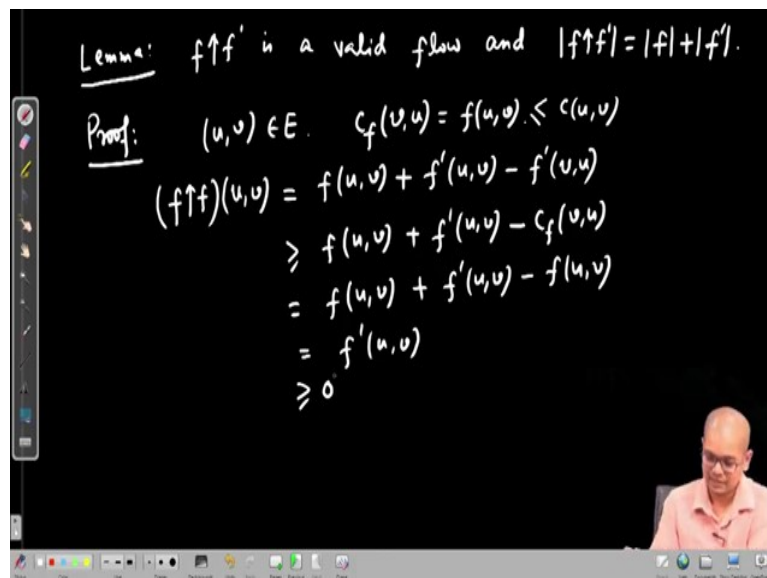 Lemma: f↑f' is a valid flow and |f↑f'| = |f|+|f'|.
Proof: (u,v) ∈ E. c_f(v,u) = f(u,v) ≤ c(u,v)
(f↑f)(u,v) = f(u,v) + f'(u,v) - f'(v,u)
≥ f(u,v) + f'(u,v) - c_f(v,u)
= f(u,v) + f'(u,v) - f(u,v)
= f'(u,v)
≥ 0